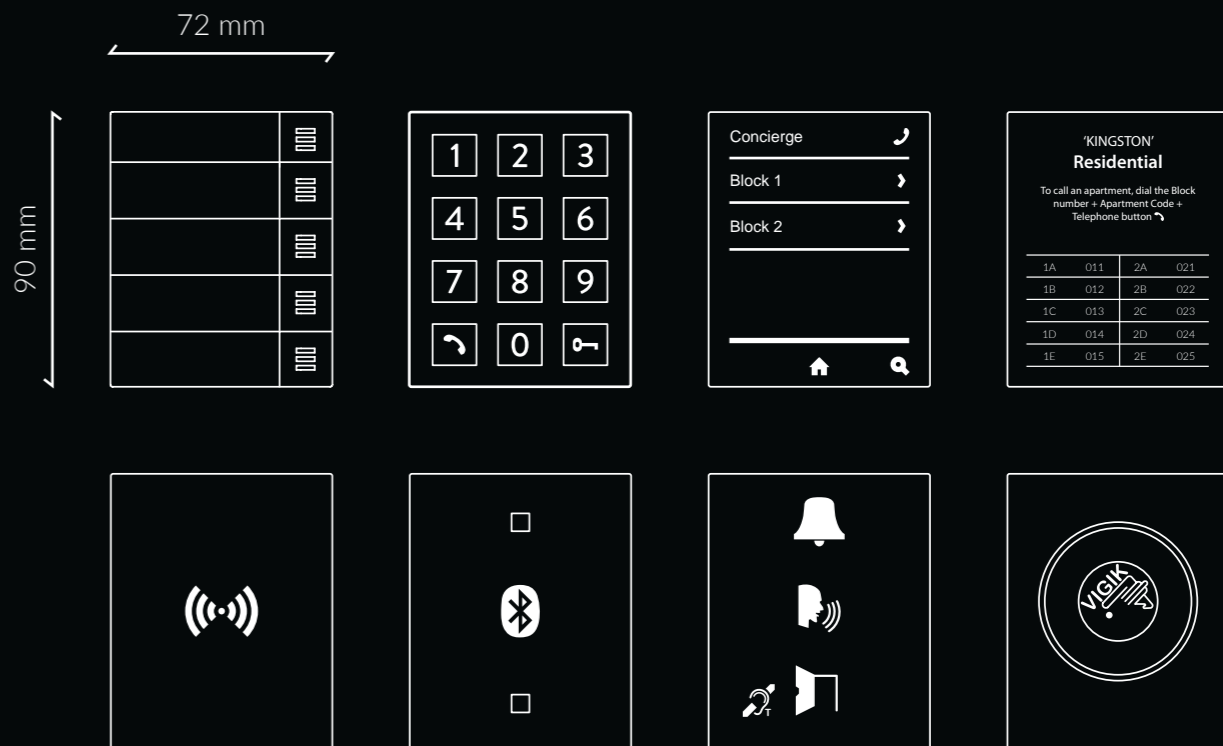 72 mm
90 mm
1 2 3
4 5 6
7 8 9
0
Concierge
Block 1
Block 2
'KINGSTON'
Residential
To call an apartment, dial the Block
number + Apartment Code +
Telephone button
1A 011 2A 021
1B 012 2B 022
1C 013 2C 023
1D 014 2D 024
1E 015 2E 025
T
VIGIK